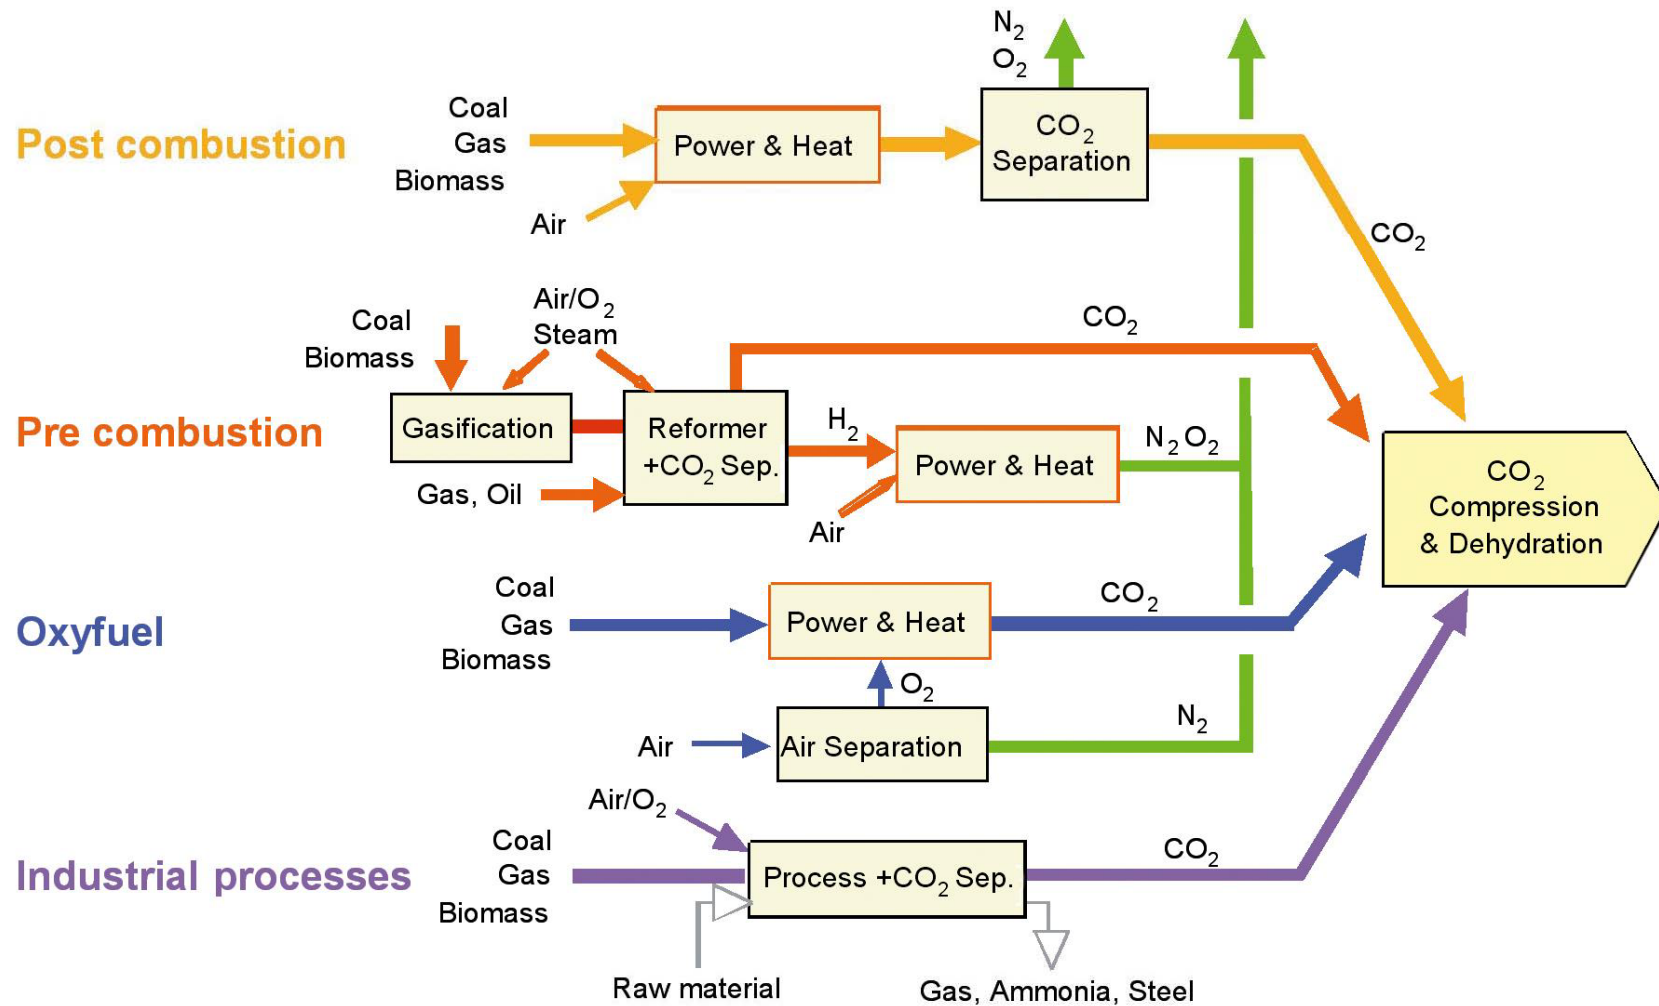 N2
O2
Post combustion
Coal
Gas
Biomass
Air
Power & Heat
CO2
Separation
CO2
Pre combustion
Coal
Biomass
Air/O2
Steam
Gasification
Gas, Oil
Reformer
+CO2 Sep.
CO2
H2
Air
Power & Heat
N2 O2
CO2
Compression
& Dehydration
Oxyfuel
Coal
Gas
Biomass
Power & Heat
CO2
O2
Air
Air Separation
N2
Industrial processes
Air/O2
Coal
Gas
Biomass
Process +CO2 Sep.
CO2
Raw material
Gas, Ammonia, Steel